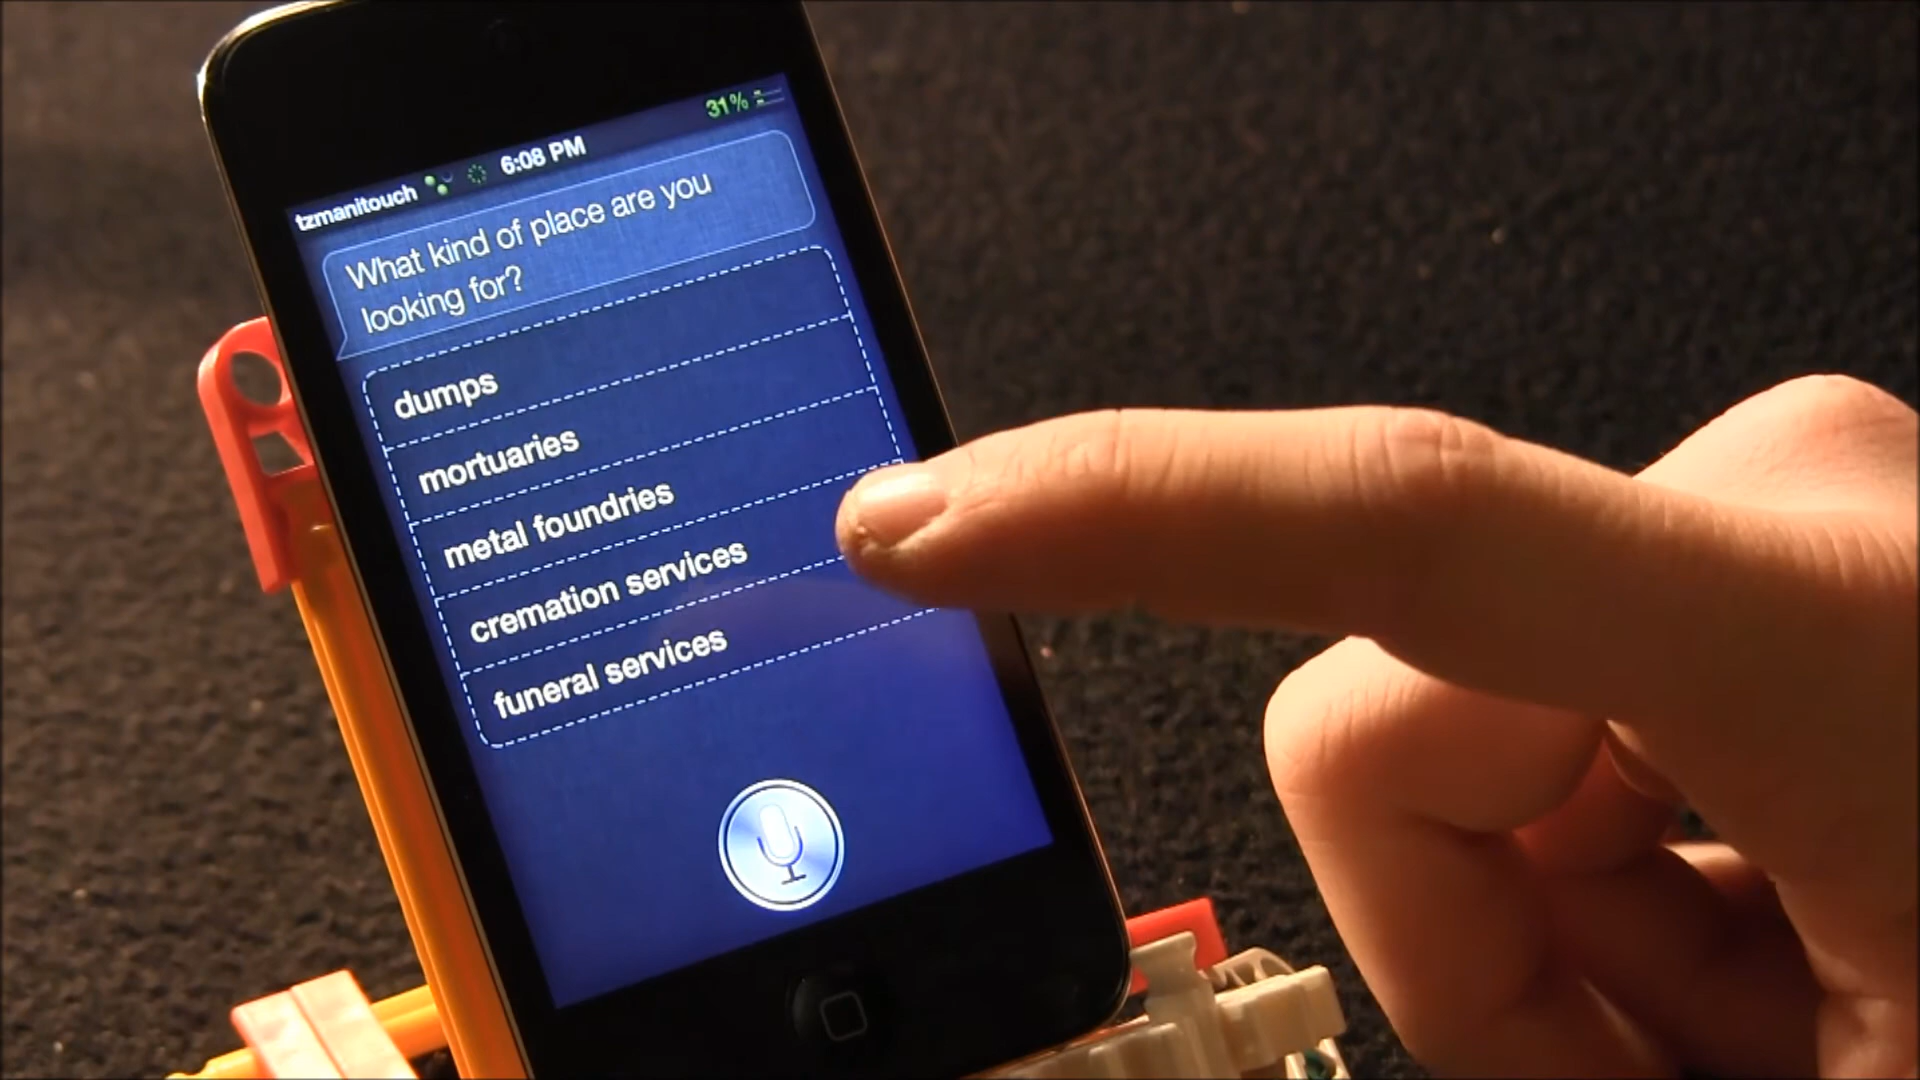 tzmanitouch 6:08 PM 31%
What kind of place are you
looking for?
dumps
mortuaries
metal foundries
cremation services
funeral services